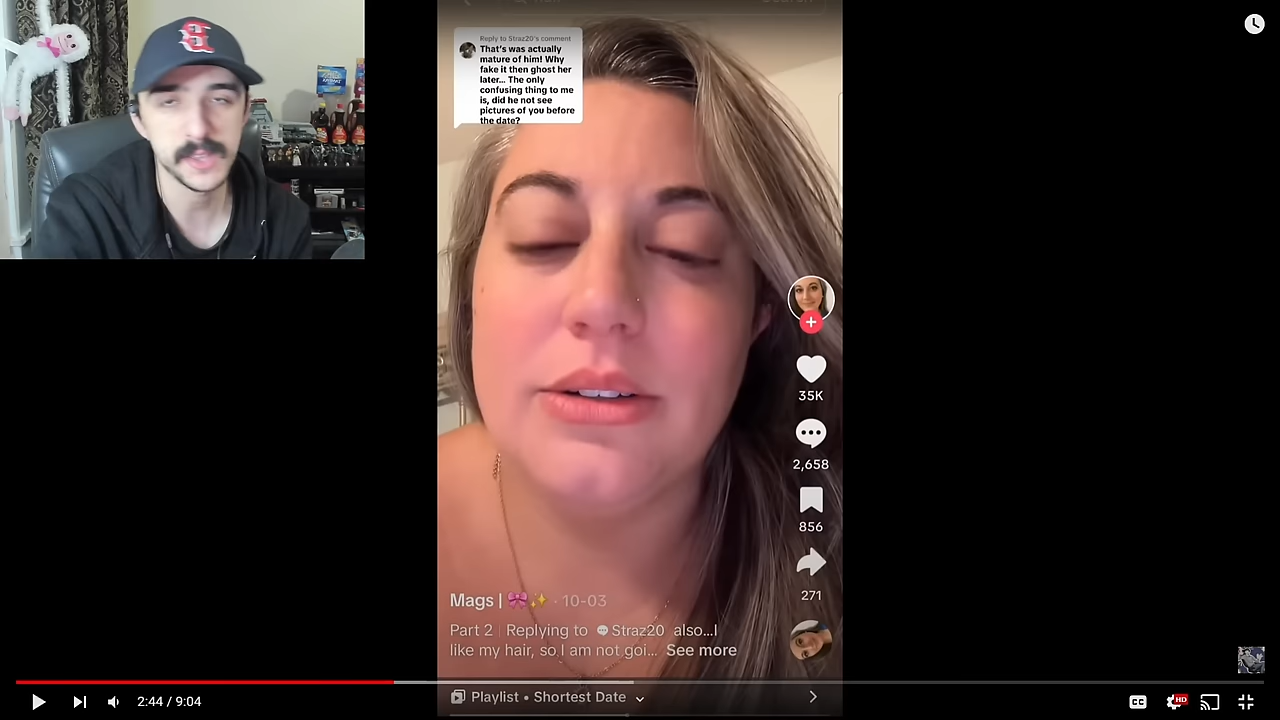 Reply to Straz20's comment
That's was actually
mature of him! Why
fake it then ghost her
later... The only
confusing thing to me
is, did he not see
pictures of you before
the date?
B
35K
2,658
856
271
Mags | 🎀✨ · 10-03
Part 2 | Replying to 💬Straz20 also...I
like my hair, so I am not goi... See more
Playlist • Shortest Date
2:44 / 9:04
CC
HD